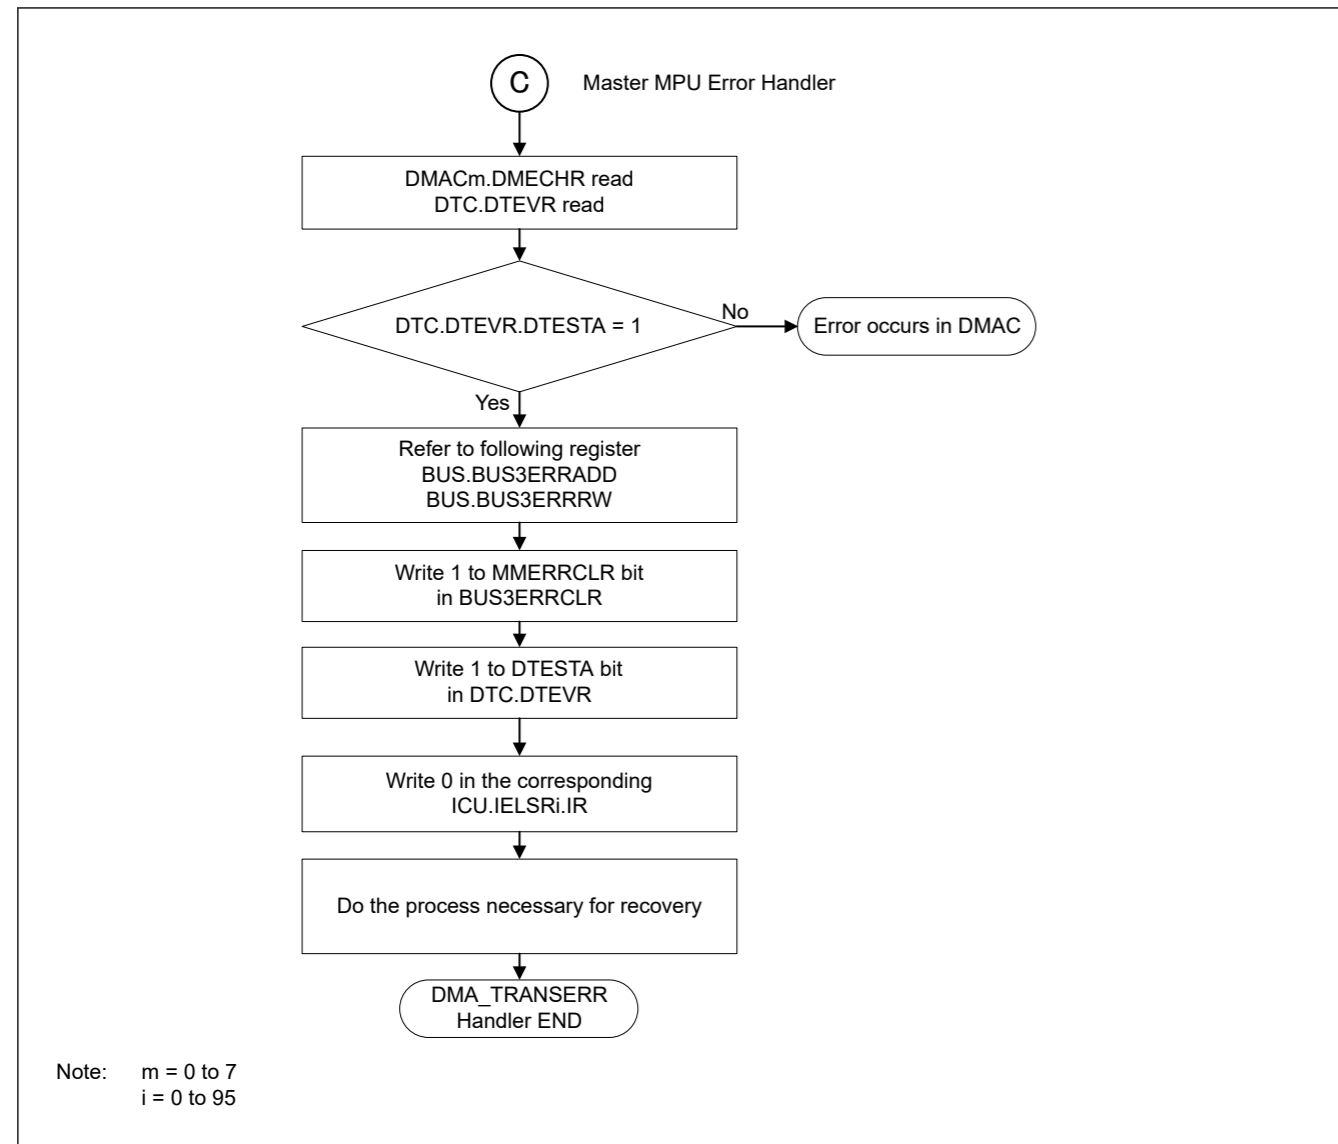 C
Master MPU Error Handler
DMACm.DMECHR read
DTC.DTEVR read
DTC.DTEVR.DTESTA = 1
No
Error occurs in DMAC
Yes
Refer to following register
BUS.BUS3ERRADD
BUS.BUS3ERRRW
Write 1 to MMERRCLR bit
in BUS3ERRCLR
Write 1 to DTESTA bit
in DTC.DTEVR
Write 0 in the corresponding
ICU.IELSRi.IR
Do the process necessary for recovery
DMA_TRANSERR
Handler END
Note: m = 0 to 7
i = 0 to 95